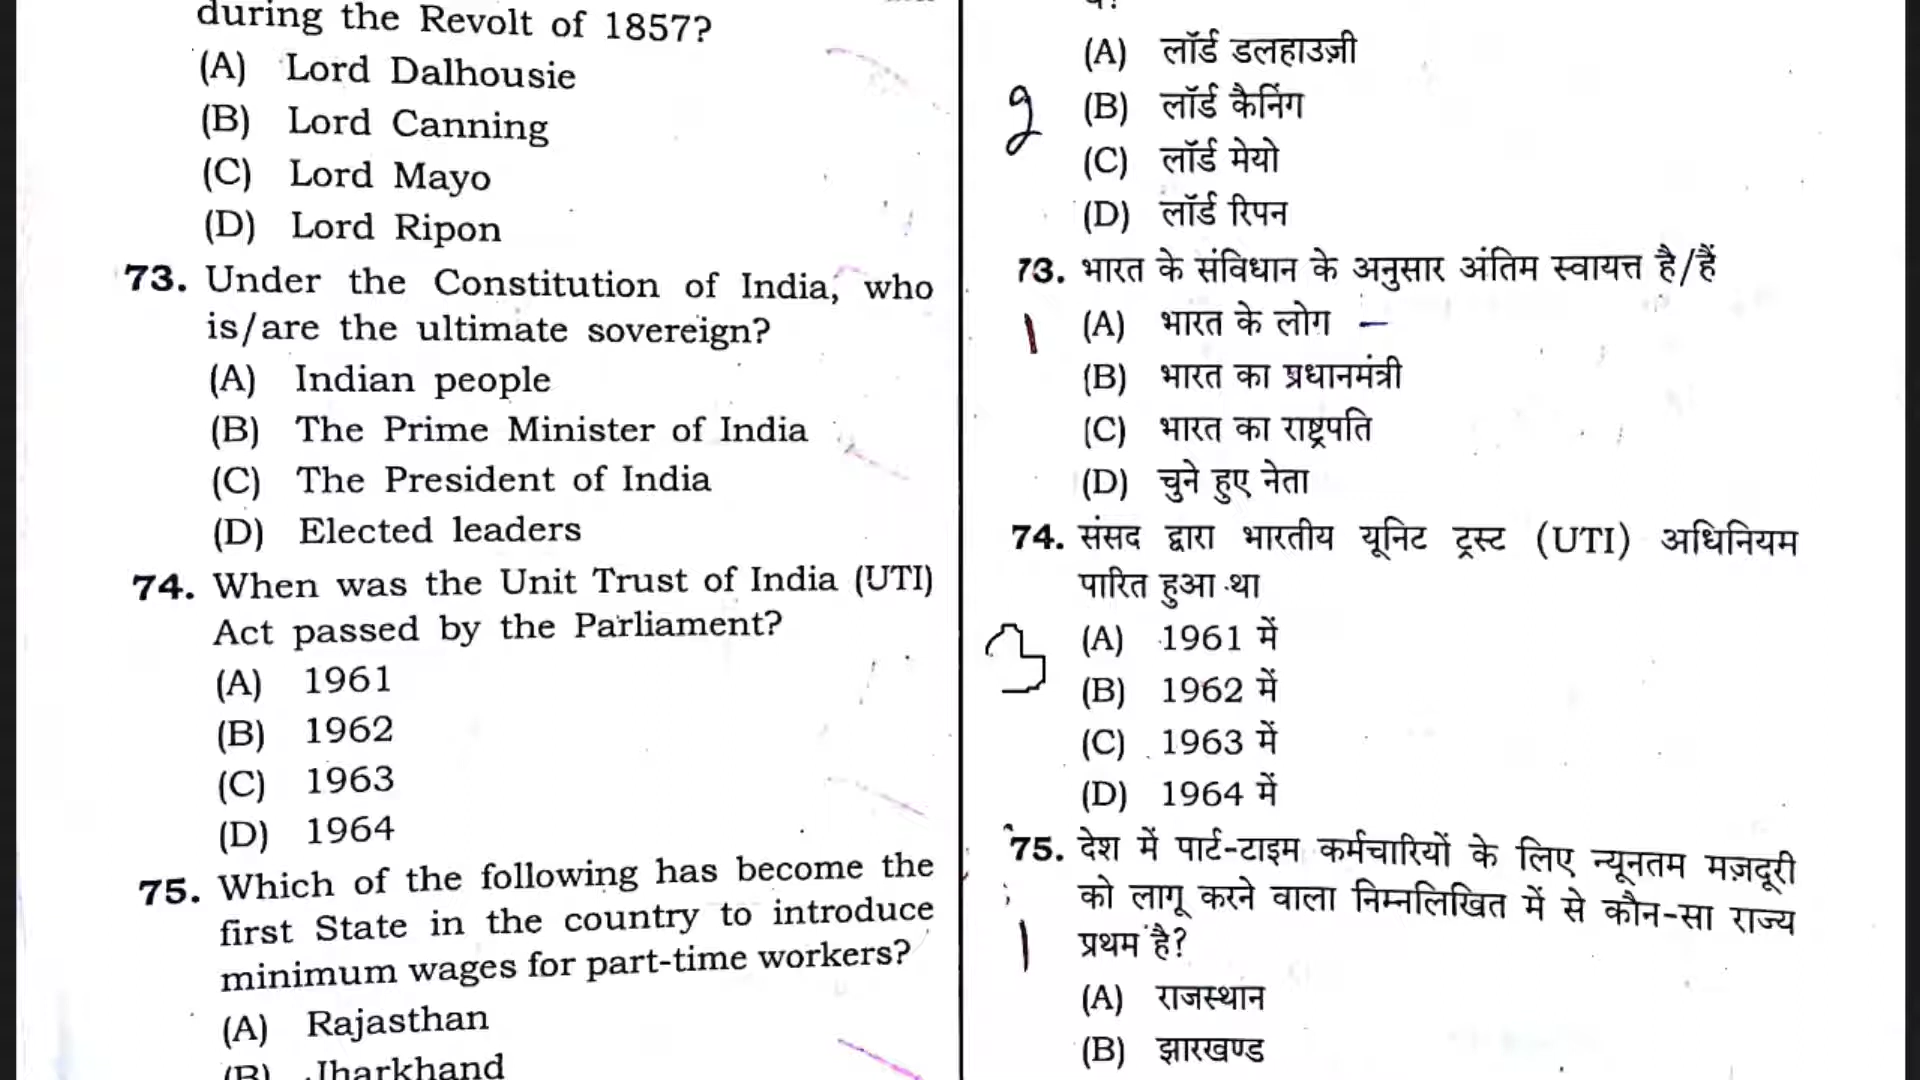 during the Revolt of 1857?
(A) Lord Dalhousie
(B) Lord Canning
(C) Lord Mayo
(D) Lord Ripon
73. Under the Constitution of India, who
is/are the ultimate sovereign?
(A) Indian people
(B) The Prime Minister of India
(C) The President of India
(D) Elected leaders
74. When was the Unit Trust of India (UTI)
Act passed by the Parliament?
(A) 1961
(B) 1962
(C) 1963
(D) 1964
75. Which of the following has become the
first State in the country to introduce
minimum wages for part-time workers?
(A) Rajasthan
(B) Jharkhand
(A) लॉर्ड डलहाउज़ी
2
(B) लॉर्ड कैनिंग
(C) लॉर्ड मेयो
(D) लॉर्ड रिपन
73. भारत के संविधान के अनुसार अंतिम स्वायत्त है/हैं
1
(A) भारत के लोग
(B) भारत का प्रधानमंत्री
(C) भारत का राष्ट्रपति
(D) चुने हुए नेता
74. संसद द्वारा भारतीय यूनिट ट्रस्ट (UTI) अधिनियम
पारित हुआ था
3
(A) 1961 में
(B) 1962 में
(C) 1963 में
(D) 1964 में
75. देश में पार्ट-टाइम कर्मचारियों के लिए न्यूनतम मज़दूरी
को लागू करने वाला निम्नलिखित में से कौन-सा राज्य
प्रथम है?
1
(A) राजस्थान
(B) झारखण्ड